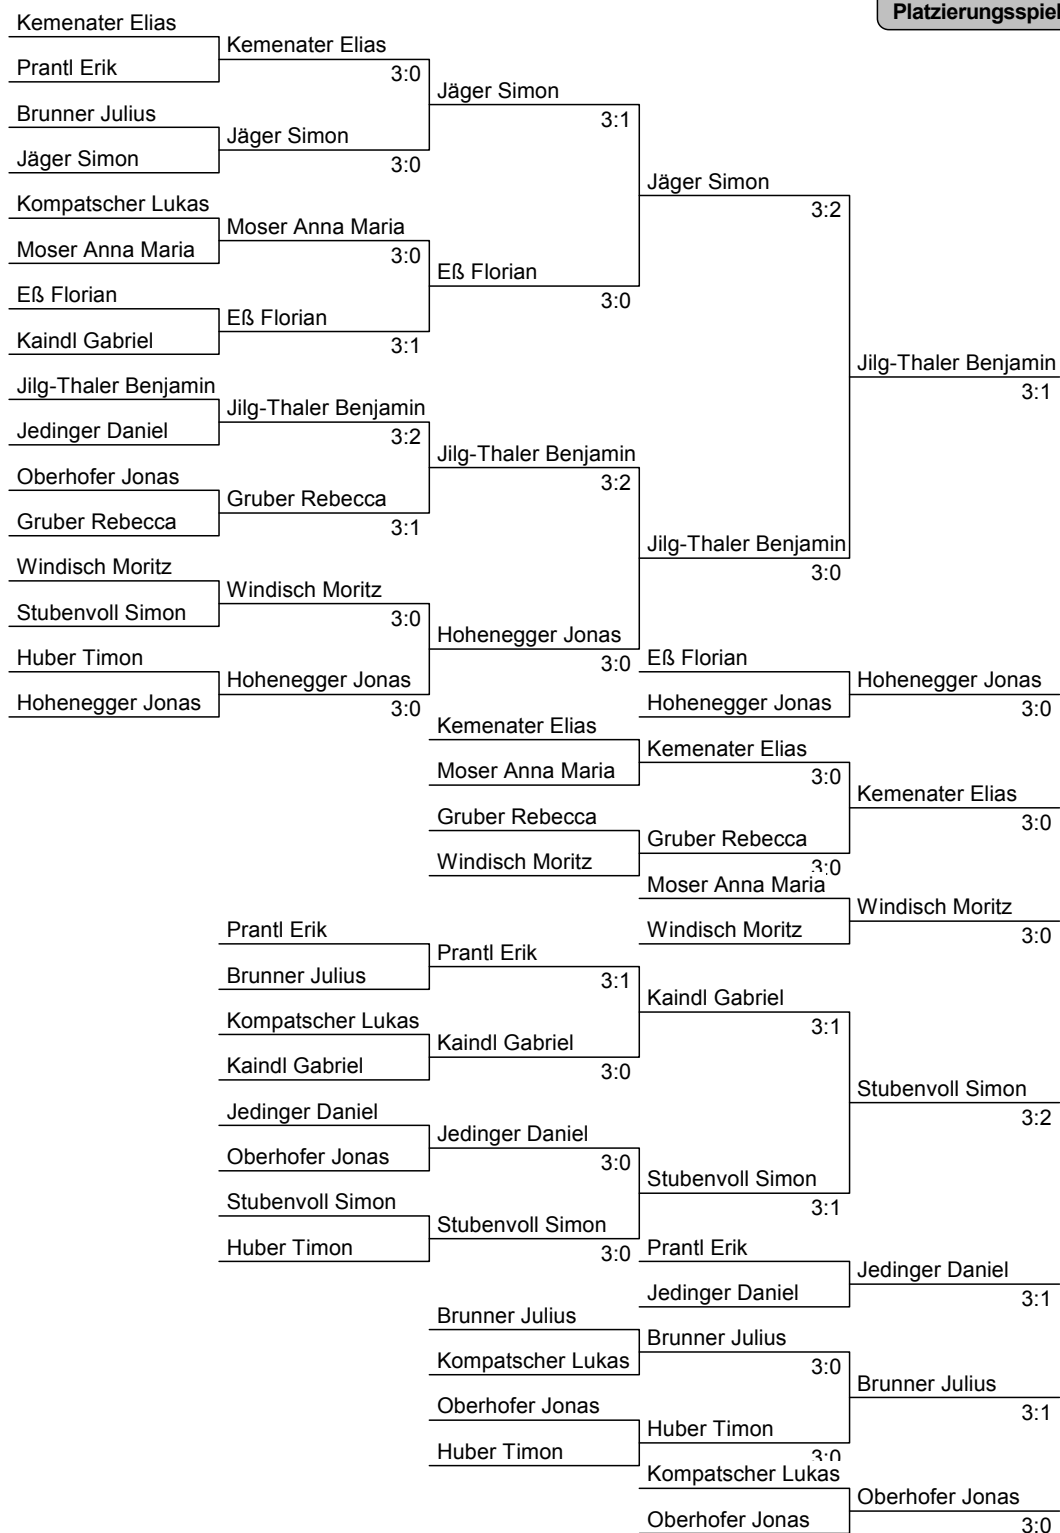 Platzierungsspiel
Kemenater Elias
Kemenater Elias
Prantl Erik
3:0
Jäger Simon
Brunner Julius
3:1
Jäger Simon
Jäger Simon
3:0
Jäger Simon
Kompatscher Lukas
3:2
Moser Anna Maria
Moser Anna Maria
3:0
Eß Florian
Eß Florian
3:0
Eß Florian
Kaindl Gabriel
3:1
Jilg-Thaler Benjamin
Jilg-Thaler Benjamin
3:1
Jilg-Thaler Benjamin
Jedinger Daniel
3:2
Jilg-Thaler Benjamin
Oberhofer Jonas
3:2
Gruber Rebecca
Gruber Rebecca
3:1
Jilg-Thaler Benjamin
Windisch Moritz
3:0
Windisch Moritz
Stubenvoll Simon
3:0
Hohenegger Jonas
Huber Timon
3:0
Eß Florian
Hohenegger Jonas
Hohenegger Jonas
Hohenegger Jonas
Hohenegger Jonas
3:0
3:0
Kemenater Elias
Kemenater Elias
Moser Anna Maria
3:0
Kemenater Elias
Gruber Rebecca
3:0
Gruber Rebecca
Windisch Moritz
3:0
Moser Anna Maria
Windisch Moritz
Prantl Erik
Windisch Moritz
3:0
Prantl Erik
Brunner Julius
3:1
Kaindl Gabriel
Kompatscher Lukas
3:1
Kaindl Gabriel
Kaindl Gabriel
3:0
Stubenvoll Simon
Jedinger Daniel
3:2
Jedinger Daniel
Oberhofer Jonas
3:0
Stubenvoll Simon
Stubenvoll Simon
3:1
Stubenvoll Simon
Huber Timon
3:0
Prantl Erik
Jedinger Daniel
Jedinger Daniel
3:1
Brunner Julius
Brunner Julius
Kompatscher Lukas
3:0
Brunner Julius
Oberhofer Jonas
3:1
Huber Timon
Huber Timon
3:0
Kompatscher Lukas
Oberhofer Jonas
Oberhofer Jonas
3:0